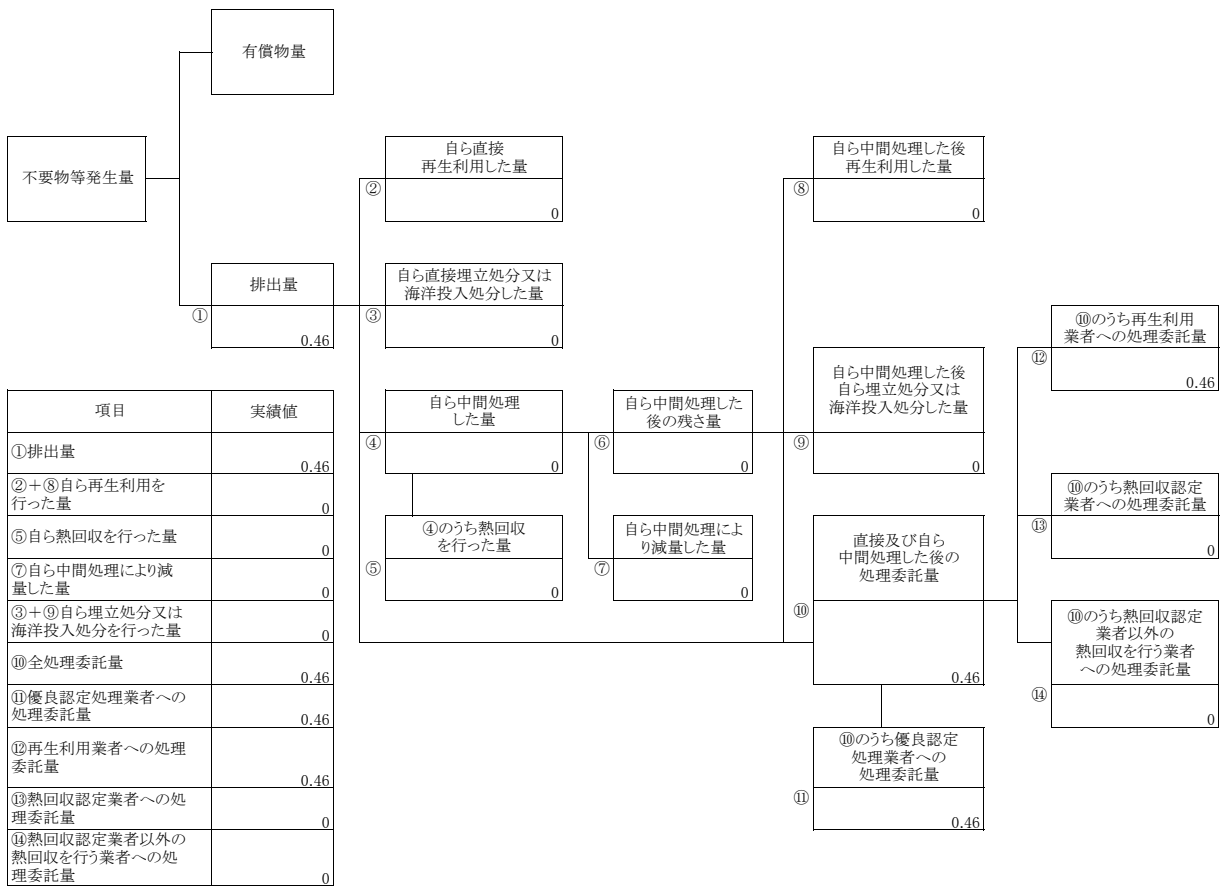 有償物量
不要物等発生量
自ら直接
再生利用した量
②
0
自ら中間処理した後
再生利用した量
⑧
0
排出量
①
0.46
自ら直接埋立処分又は
海洋投入処分した量
③
0
⑩のうち再生利用
業者への処理委託量
⑫
0.46
自ら中間処理
した量
④
0
自ら中間処理した
後の残さ量
⑥
0
自ら中間処理した後
自ら埋立処分又は
海洋投入処分した量
⑨
0
⑩のうち熱回収認定
業者への処理委託量
⑬
0
④のうち熱回収
を行った量
⑤
0
自ら中間処理によ
り減量した量
⑦
0
直接及び自ら
中間処理した後の
処理委託量
⑩
0.46
⑩のうち熱回収認定
業者以外の
熱回収を行う業者
への処理委託量
⑭
0
⑩のうち優良認定
処理業者への
処理委託量
⑪
0.46
項目 実績値
①排出量
0.46
②＋⑧自ら再生利用を
行った量
0
⑤自ら熱回収を行った量
0
⑦自ら中間処理により減
量した量
0
③＋⑨自ら埋立処分又は
海洋投入処分を行った量
0
⑩全処理委託量
0.46
⑪優良認定処理業者への
処理委託量
0.46
⑫再生利用業者への処理
委託量
0.46
⑬熱回収認定業者への処
理委託量
0
⑭熱回収認定業者以外の
熱回収を行う業者への処
理委託量
0